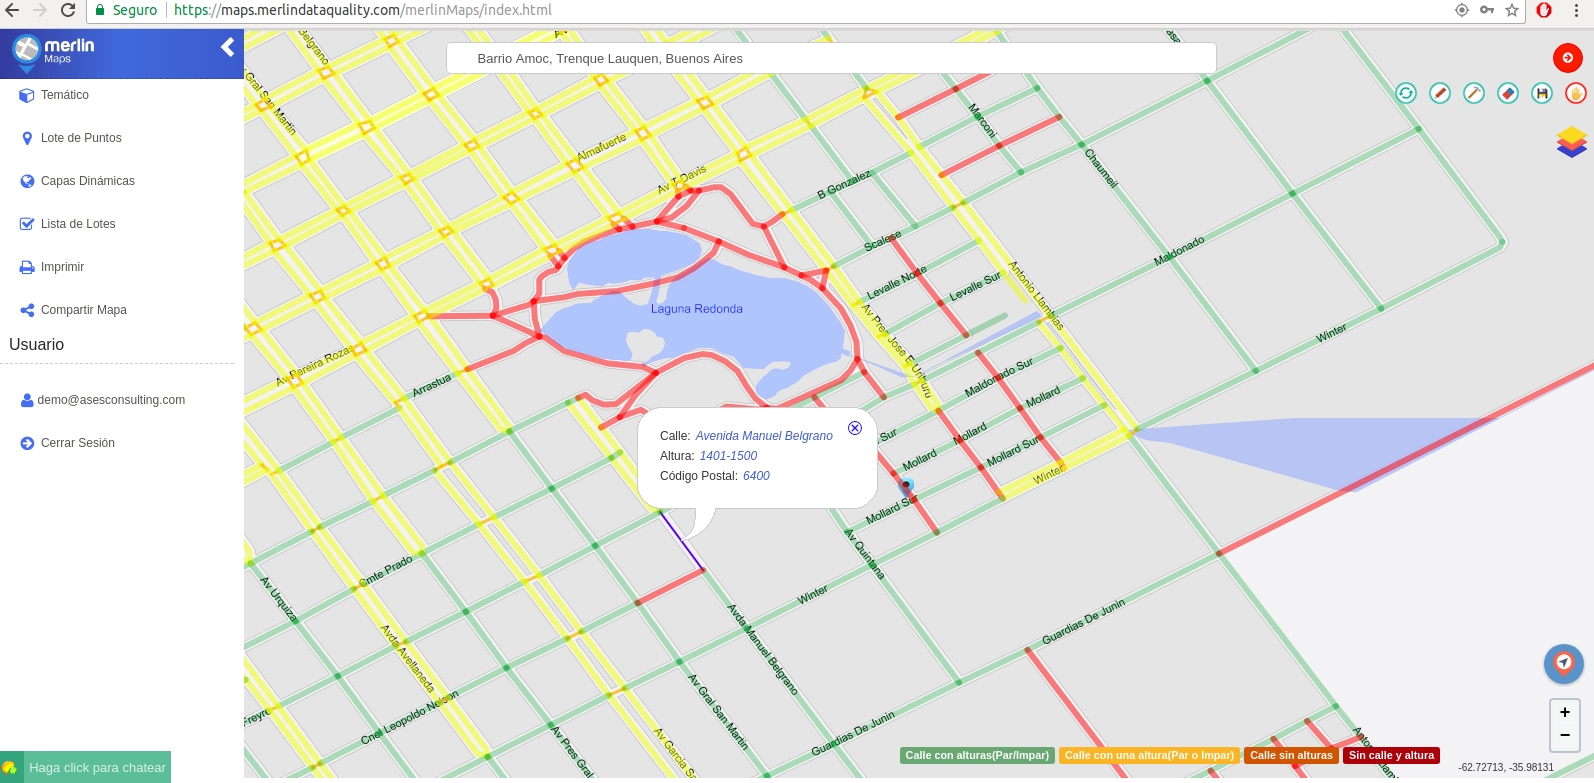 Seguro
https://maps.merlindataquality.com/merlinMaps/index.html
merlin
Maps
Barrio Amoc, Trenque Lauquen, Buenos Aires
Temático
Lote de Puntos
Capas Dinámicas
Lista de Lotes
Imprimir
Compartir Mapa
Usuario
demo@asesconsulting.com
Cerrar Sesión
Haga click para chatear
Belgrano
Gral San Martin
Almafuerte
Av T Davis
Marconi
Chaumeil
B Gonzalez
Scalese
Maldonado
Levalle Norte
Levalle Sur
Antonio Llambias
Laguna Redonda
Av Pres Jose E Uriburu
Winter
Av Pereira Rozas
Arrastua
Maldonado Sur
Mollard
Calle: Avenida Manuel Belgrano
Altura: 1401-1500
Código Postal: 6400
Sur
Mollard
Mollard
Mollard Sur
Winter
Mollard Sur
Av Quintana
Cmte Prado
Av Urquiza
Winter
Guardias De Junin
Avda Avellaneda
Avda Manuel Belgrano
Av Gral San Martin
Freyre
Cnel Leopoldo Nelson
Guardias De Junin
Av Pres Gral
Av Garcia
Calle con alturas(Par/Impar)
Calle con una altura(Par o Impar)
Calle sin alturas
Sin calle y altura
+
−
-62.72713, -35.98131